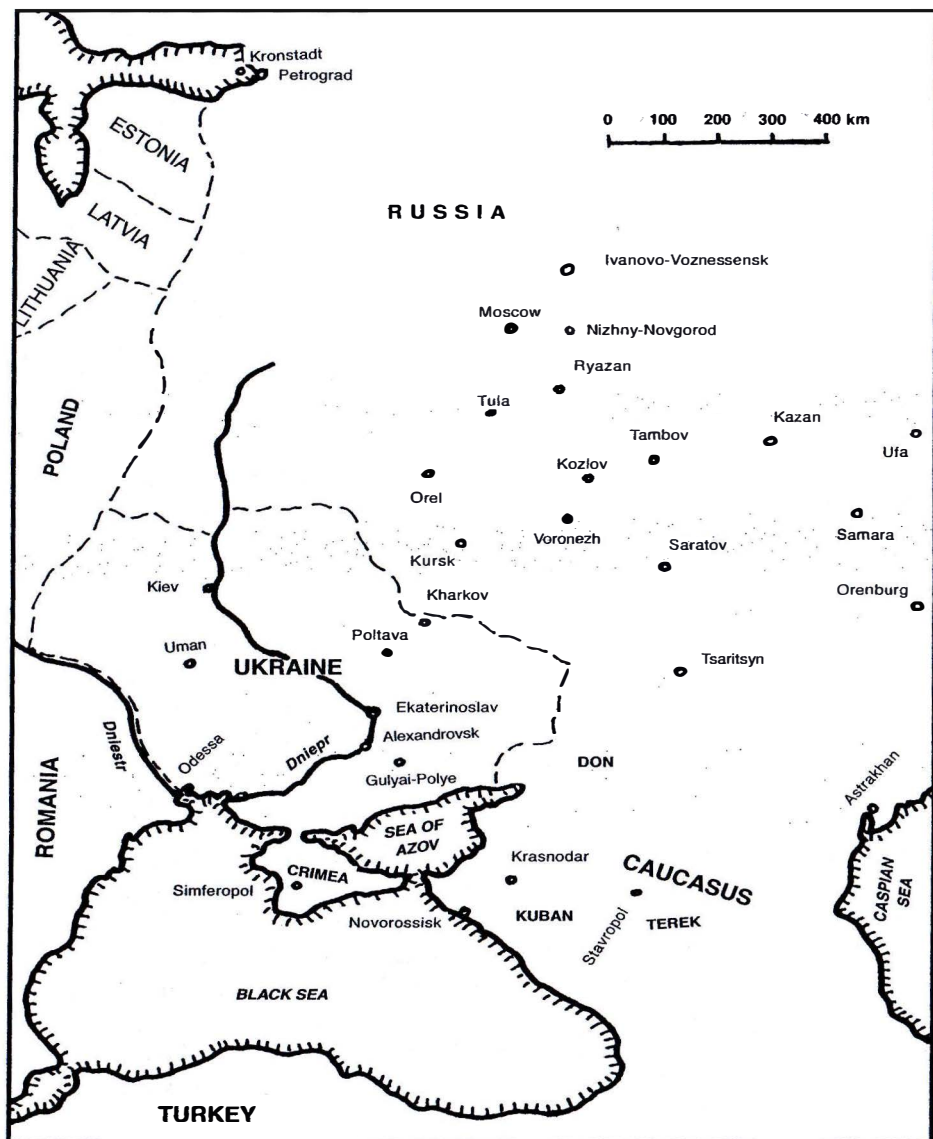 Kronstadt
Petrograd
0 100 200 300 400 km
ESTONIA
RUSSIA
LATVIA
LITHUANIA
Ivanovo-Voznessensk
Moscow
Nizhny-Novgorod
Ryazan
Tula
POLAND
Kazan
Tambov
Ufa
Kozlov
Orel
Voronezh
Samara
Saratov
Kursk
Kiev
Kharkov
Orenburg
Poltava
Uman
UKRAINE
Tsaritsyn
Ekaterinoslav
Dniestr
Alexandrovsk
Odessa
Dniepr
DON
Gulyai-Polye
Astrakhan
ROMANIA
SEA OF
AZOV
Krasnodar
CAUCASUS
CRIMEA
Simferopol
CASPIAN
SEA
Novorossisk
KUBAN
Stavropol
TEREK
BLACK SEA
TURKEY